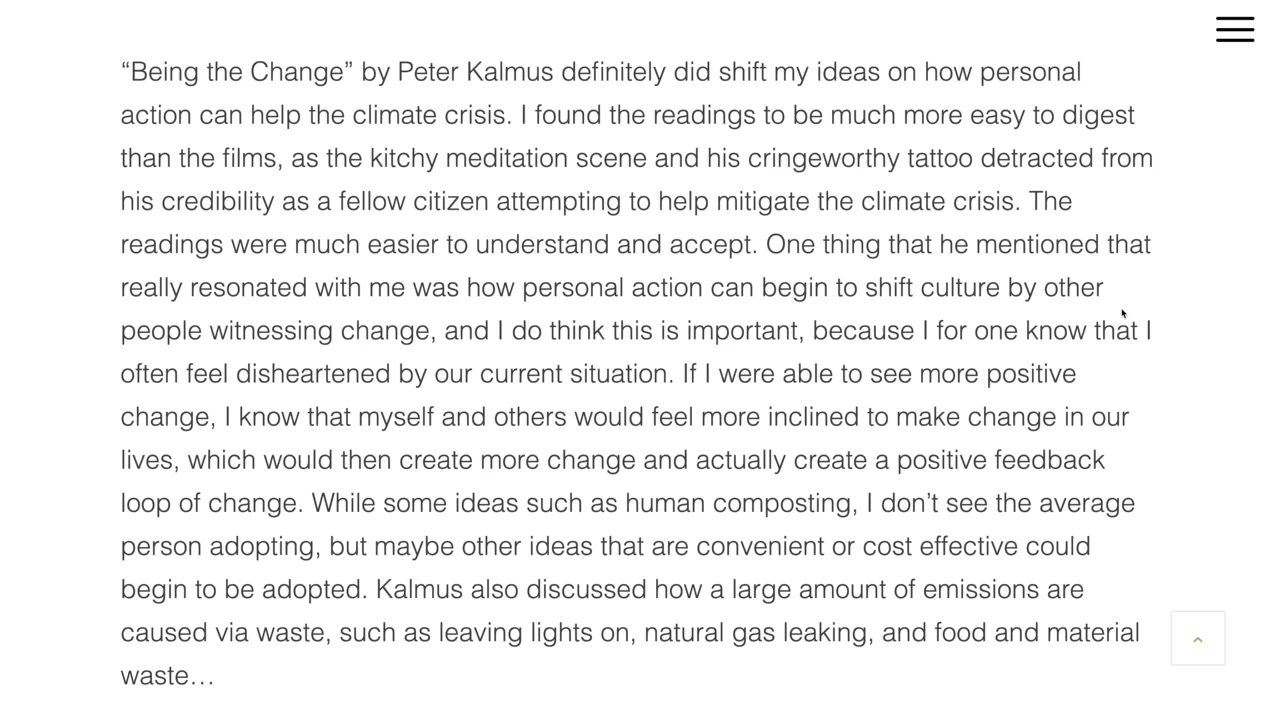 “Being the Change” by Peter Kalmus definitely did shift my ideas on how personal
action can help the climate crisis. I found the readings to be much more easy to digest
than the films, as the kitchy meditation scene and his cringeworthy tattoo detracted from
his credibility as a fellow citizen attempting to help mitigate the climate crisis. The
readings were much easier to understand and accept. One thing that he mentioned that
really resonated with me was how personal action can begin to shift culture by other
people witnessing change, and I do think this is important, because I for one know that I
often feel disheartened by our current situation. If I were able to see more positive
change, I know that myself and others would feel more inclined to make change in our
lives, which would then create more change and actually create a positive feedback
loop of change. While some ideas such as human composting, I don’t see the average
person adopting, but maybe other ideas that are convenient or cost effective could
begin to be adopted. Kalmus also discussed how a large amount of emissions are
caused via waste, such as leaving lights on, natural gas leaking, and food and material
waste…